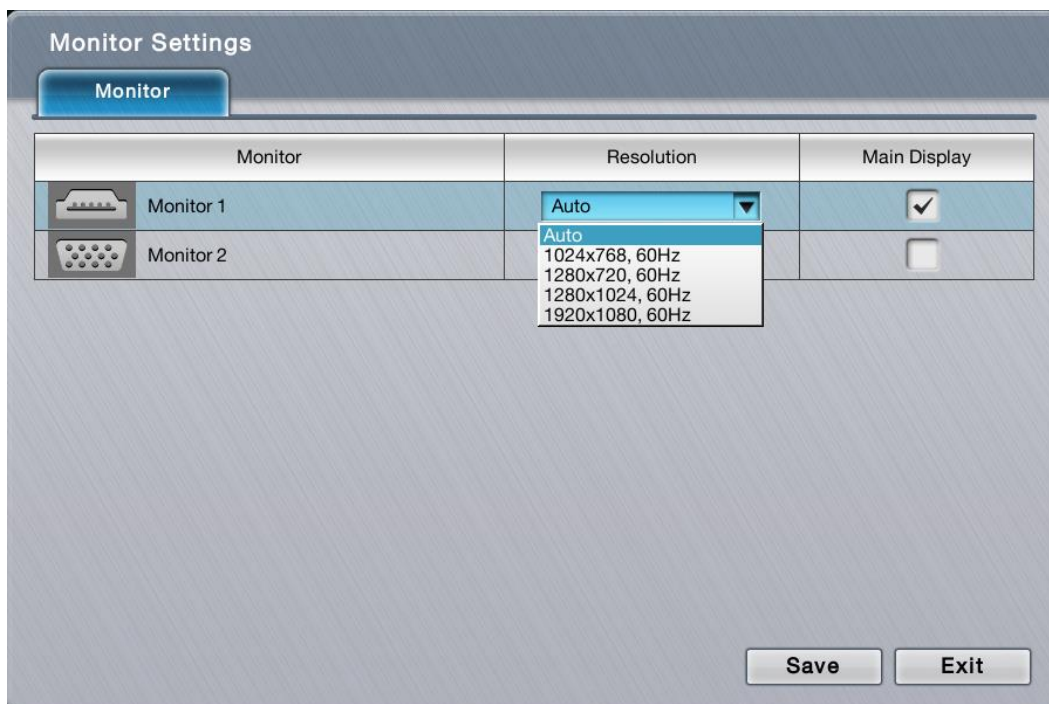 Monitor Settings
Monitor
Monitor Resolution Main Display
Monitor 1 Auto
Auto
Monitor 2
1024x768, 60Hz
1280x720, 60Hz
1280x1024, 60Hz
1920x1080, 60Hz
Save Exit